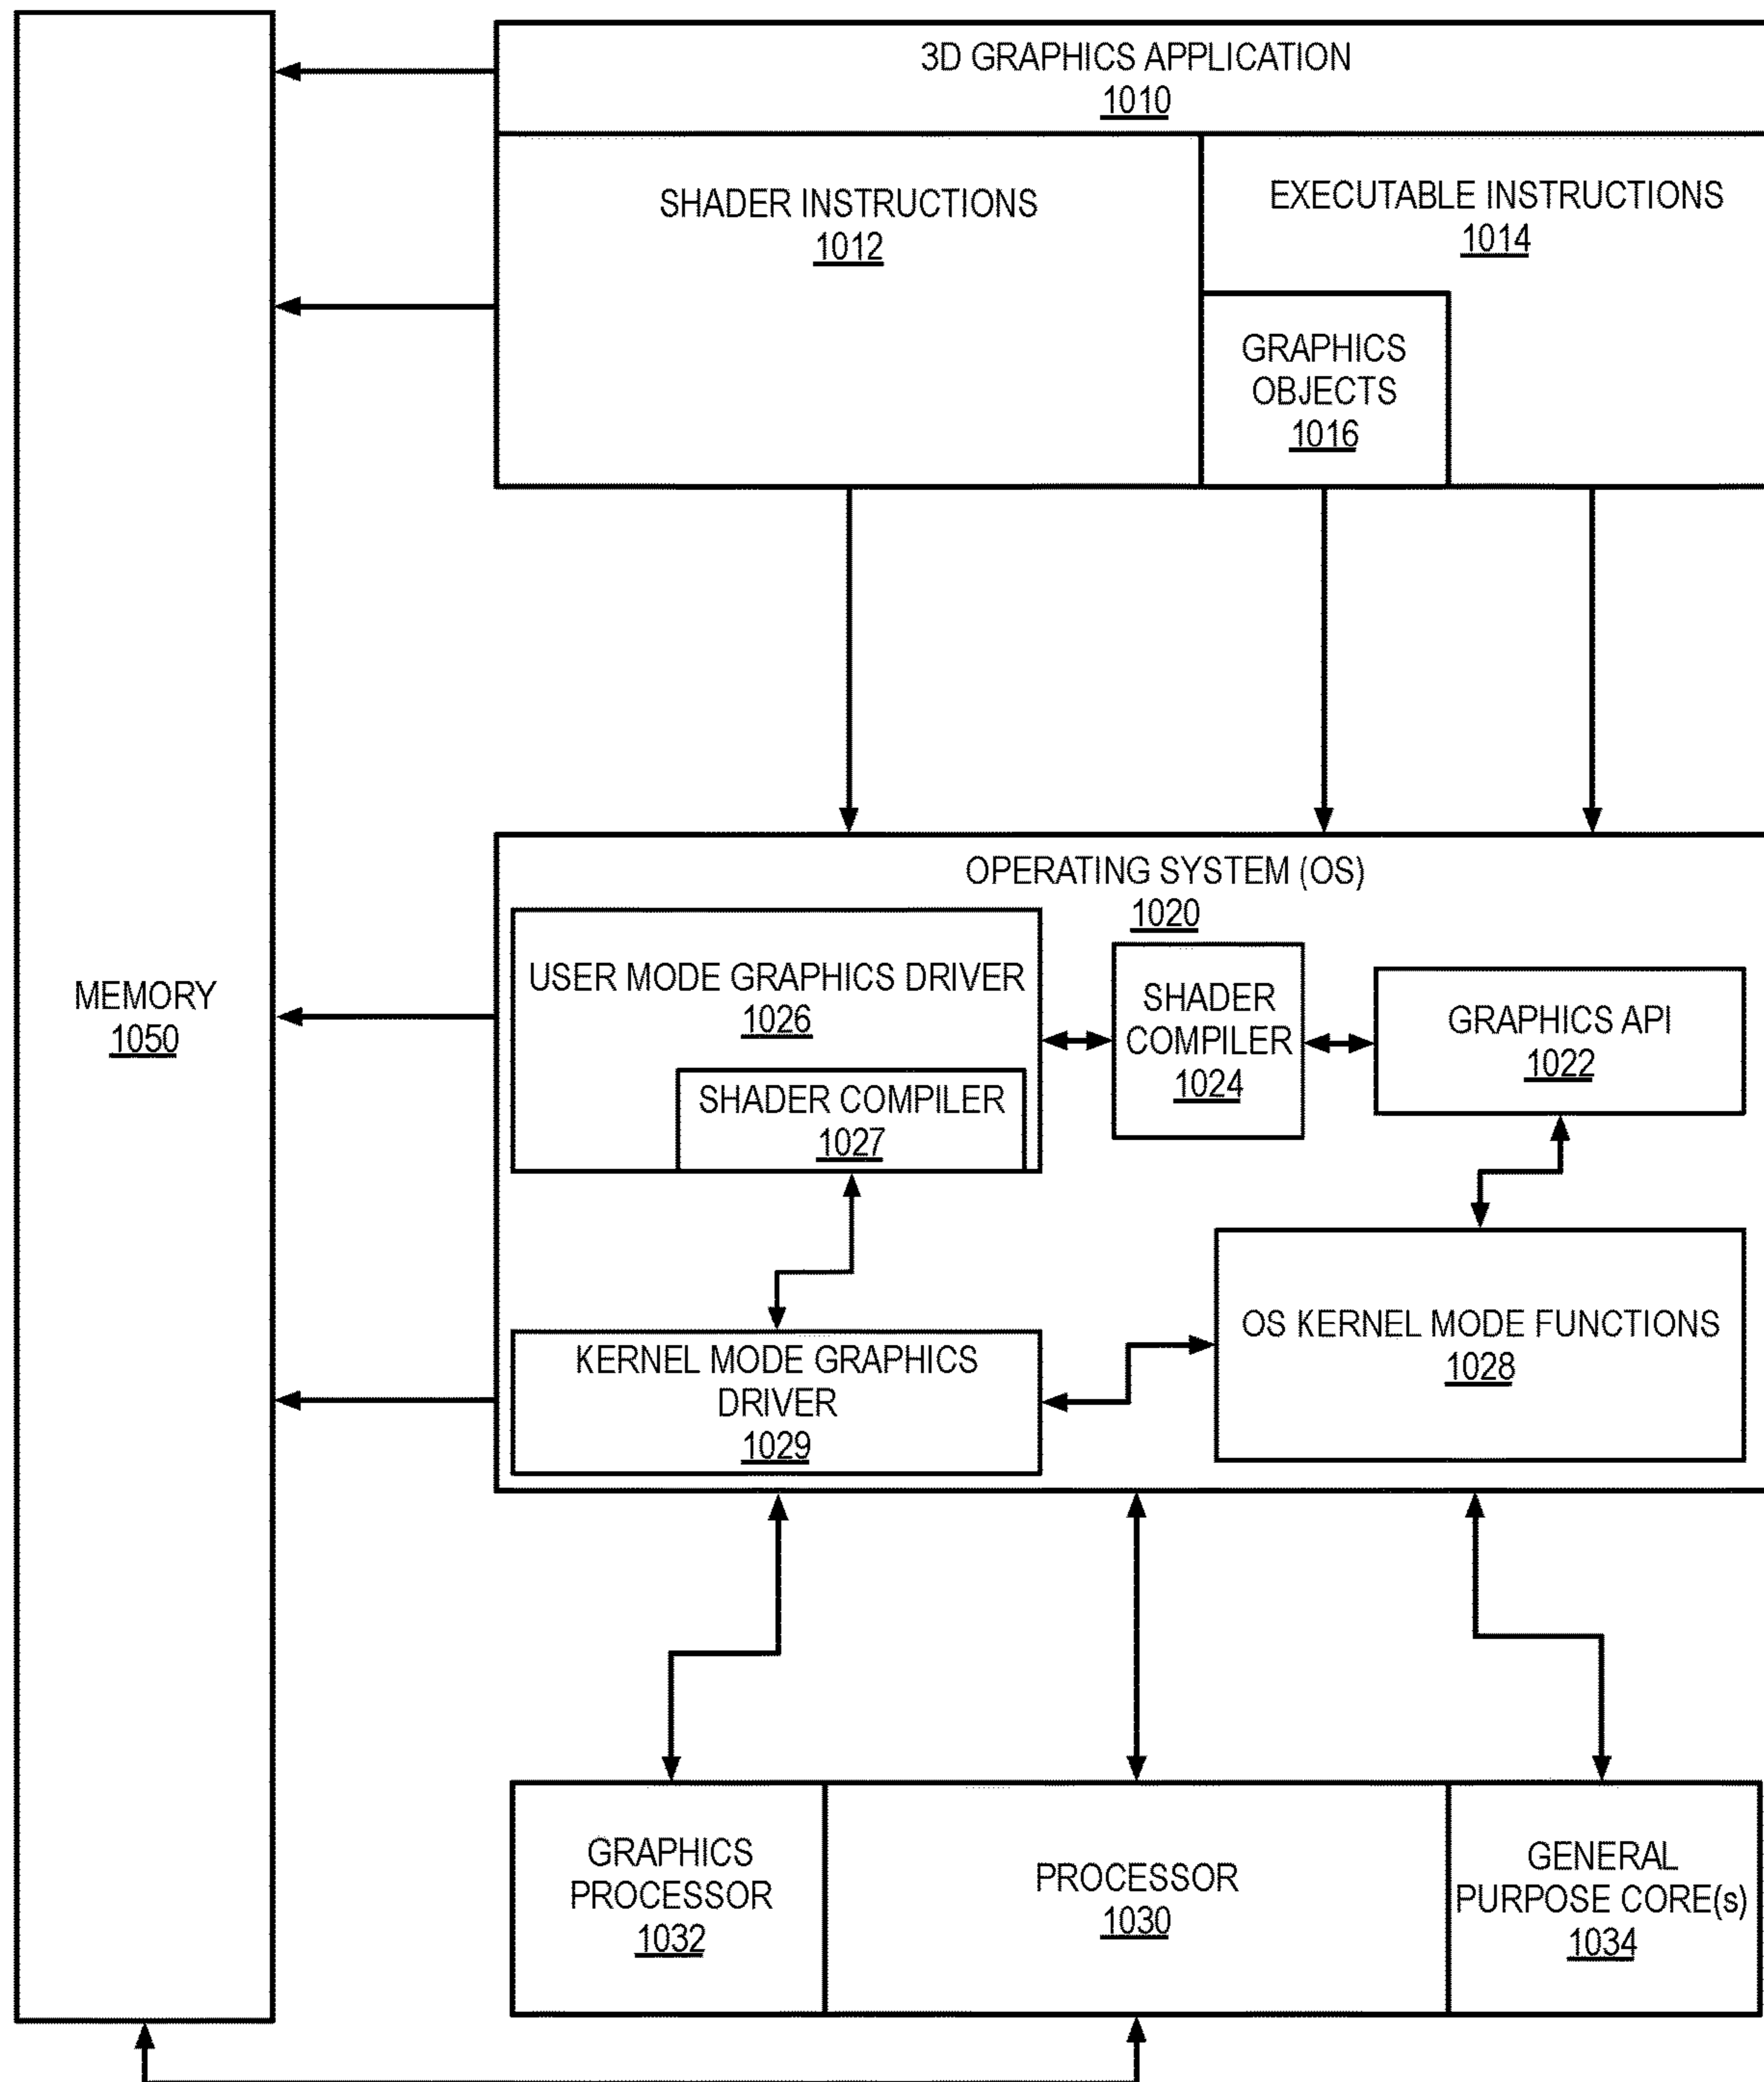 3D GRAPHICS APPLICATION
1010
SHADER INSTRUCTIONS
1012
EXECUTABLE INSTRUCTIONS
1014
GRAPHICS
OBJECTS
1016
MEMORY
1050
OPERATING SYSTEM (OS)
1020
USER MODE GRAPHICS DRIVER
1026
SHADER COMPILER
1027
SHADER
COMPILER
1024
GRAPHICS API
1022
KERNEL MODE GRAPHICS
DRIVER
1029
OS KERNEL MODE FUNCTIONS
1028
GRAPHICS
PROCESSOR
1032
PROCESSOR
1030
GENERAL
PURPOSE CORE(s)
1034